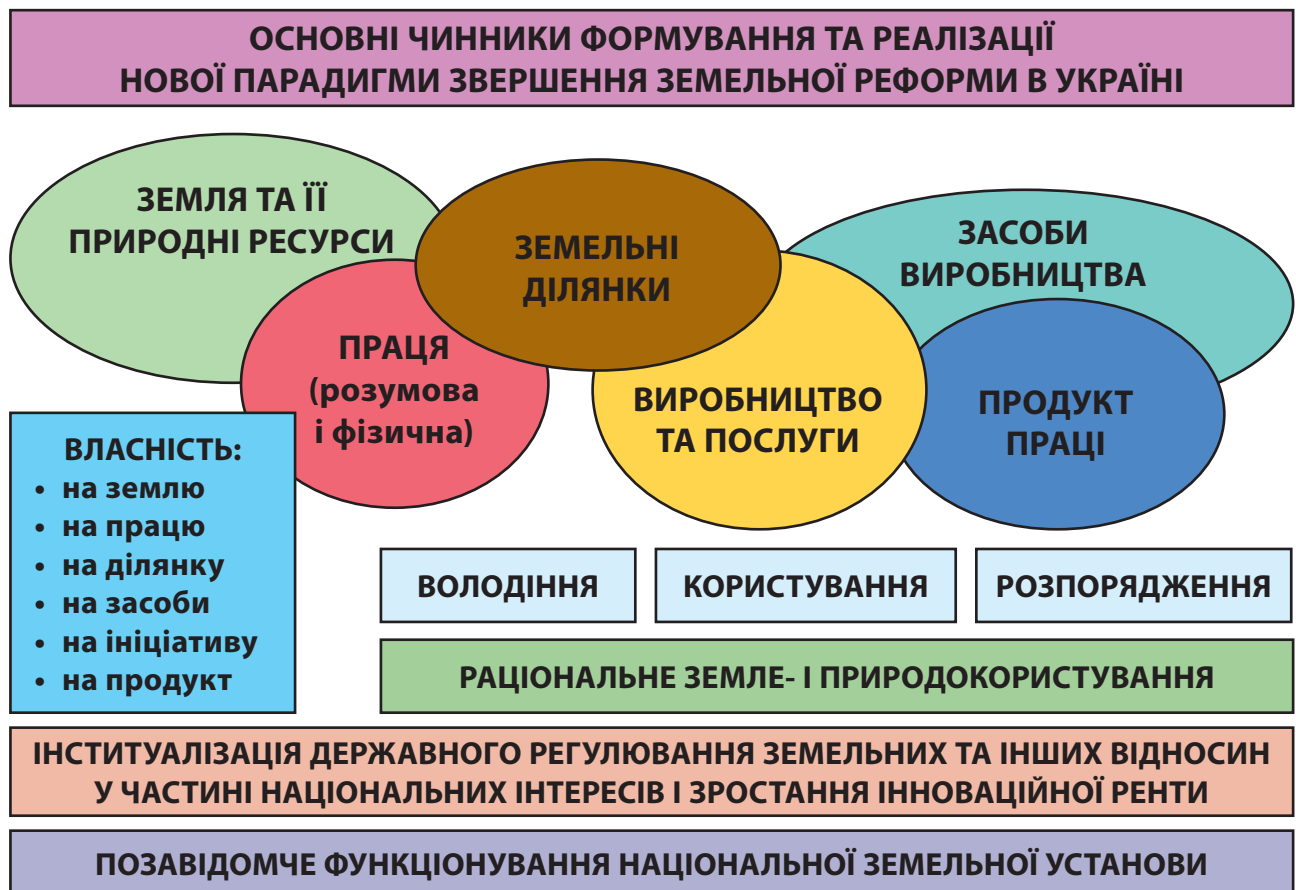 ОСНОВНІ ЧИННИКИ ФОРМУВАННЯ ТА РЕАЛІЗАЦІЇ
НОВОЇ ПАРАДИГМИ ЗВЕРШЕННЯ ЗЕМЕЛЬНОЇ РЕФОРМИ В УКРАЇНІ
ЗЕМЛЯ ТА ЇЇ
ПРИРОДНІ РЕСУРСИ
ЗЕМЕЛЬНІ
ДІЛЯНКИ
ЗАСОБИ
ВИРОБНИЦТВА
ПРАЦЯ
(розумова
і фізична)
ВИРОБНИЦТВО
ТА ПОСЛУГИ
ПРОДУКТ
ПРАЦІ
ВЛАСНІСТЬ:
• на землю
• на працю
• на ділянку
• на засоби
• на ініціативу
• на продукт
ВОЛОДІННЯ
КОРИСТУВАННЯ
РОЗПОРЯДЖЕННЯ
РАЦІОНАЛЬНЕ ЗЕМЛЕ- І ПРИРОДОКОРИСТУВАННЯ
ІНСТИТУАЛІЗАЦІЯ ДЕРЖАВНОГО РЕГУЛЮВАННЯ ЗЕМЕЛЬНИХ ТА ІНШИХ ВІДНОСИН
У ЧАСТИНІ НАЦІОНАЛЬНИХ ІНТЕРЕСІВ І ЗРОСТАННЯ ІННОВАЦІЙНОЇ РЕНТИ
ПОЗАВІДОМЧЕ ФУНКЦІОНУВАННЯ НАЦІОНАЛЬНОЇ ЗЕМЕЛЬНОЇ УСТАНОВИ